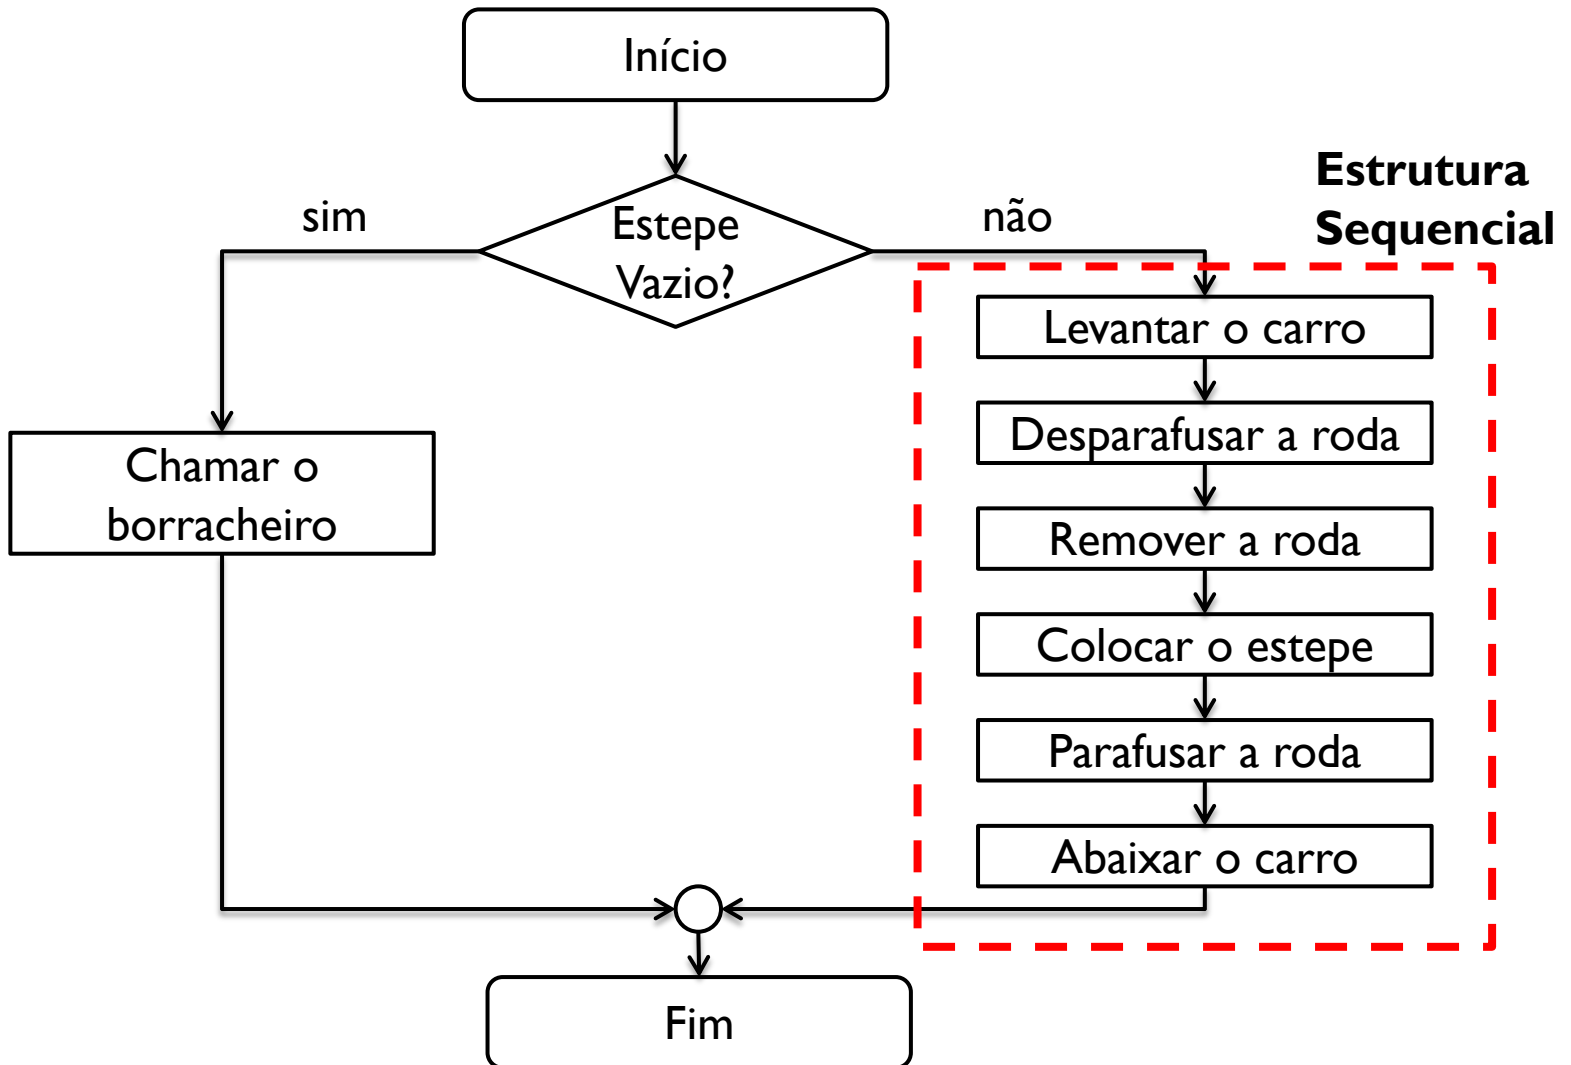 Início
Estrutura
Sequencial
sim
Estepe
Vazio?
não
Levantar o carro
Desparafusar a roda
Chamar o
borracheiro
Remover a roda
Colocar o estepe
Parafusar a roda
Abaixar o carro
Fim